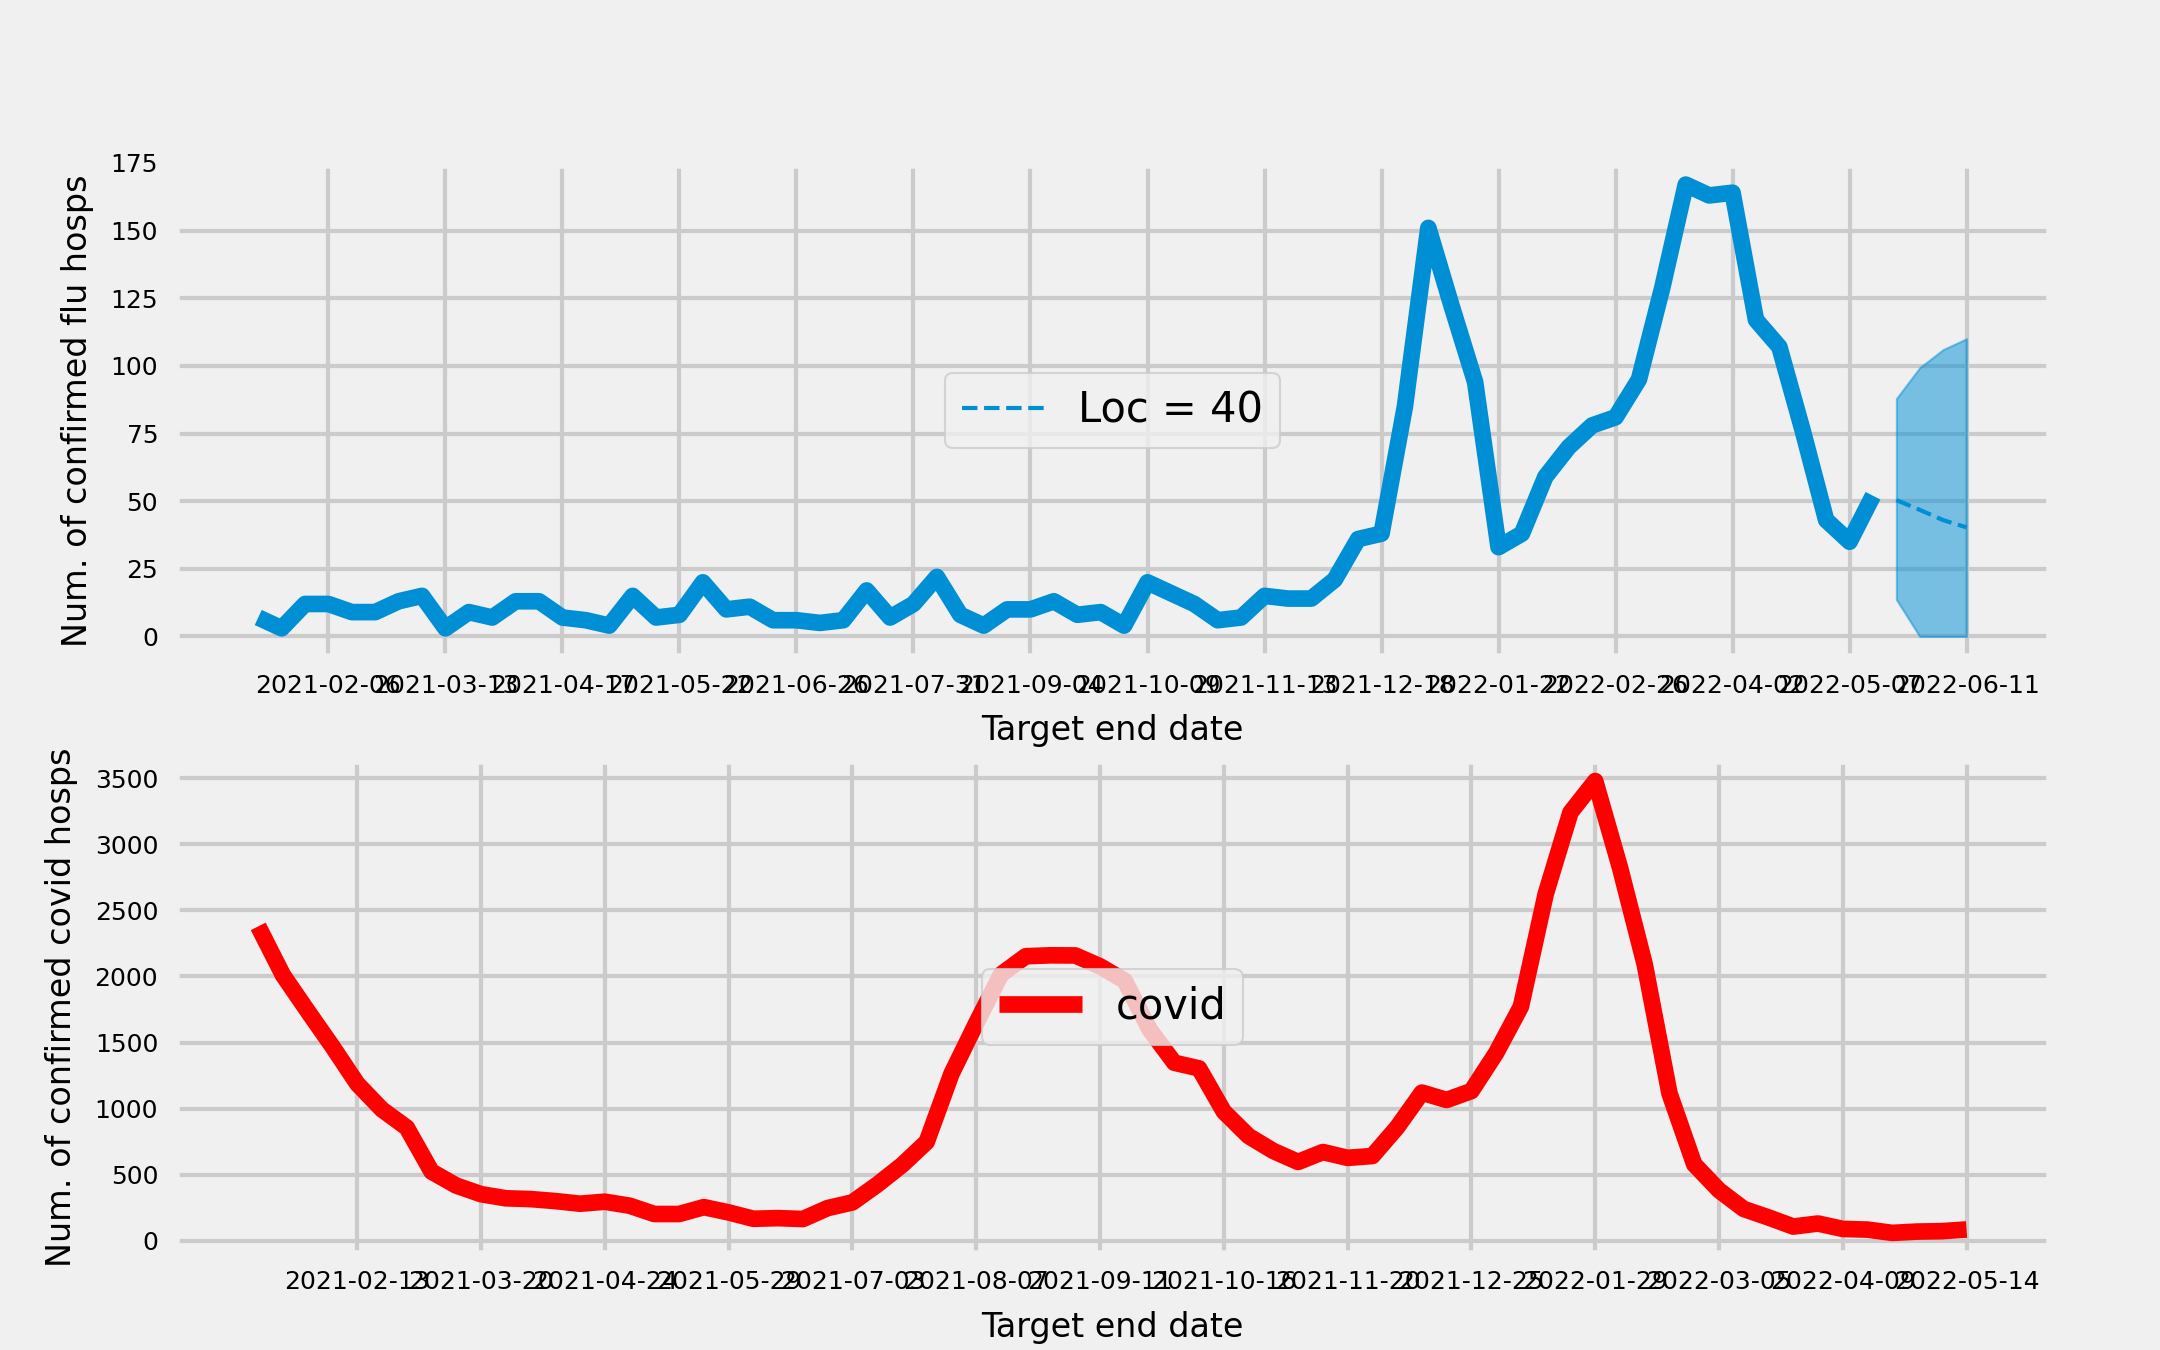 Num. of confirmed flu hosps
175
150
125
100
75
50
25
0
Loc = 40
2021-02-06 2021-03-13 2021-04-17 2021-05-22 2021-06-26 2021-07-31 2021-09-04 2021-10-09 2021-11-13 2021-12-18 2022-01-22 2022-02-26 2022-04-02 2022-05-07 2022-06-11
Target end date
Num. of confirmed covid hosps
3500
3000
2500
2000
1500
1000
500
0
covid
2021-02-13 2021-03-20 2021-04-24 2021-05-29 2021-07-03 2021-08-07 2021-09-11 2021-10-16 2021-11-20 2021-12-25 2022-01-29 2022-03-05 2022-04-09 2022-05-14
Target end date